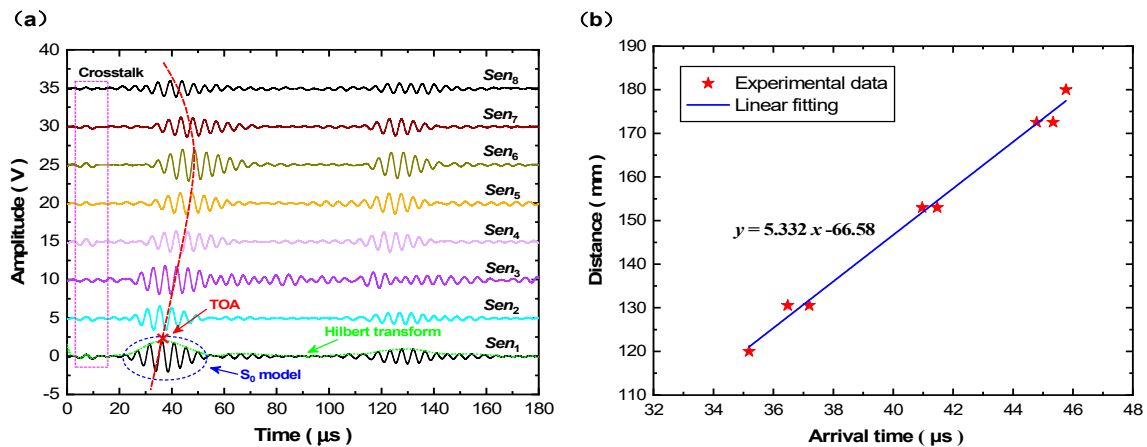 (a)
40
35
30
25
20
15
10
5
0
-5
Amplitude ( V )
Crosstalk
Sen8
Sen7
Sen6
Sen5
Sen4
Sen3
Sen2
TOA
Hilbert transform
Sen1
S0 model
0 20 40 60 80 100 120 140 160 180
Time ( μs )
(b)
190
180
170
160
150
140
130
120
110
Distance ( mm )
Experimental data
Linear fitting
y = 5.332 x -66.58
32 34 36 38 40 42 44 46 48
Arrival time ( μs )